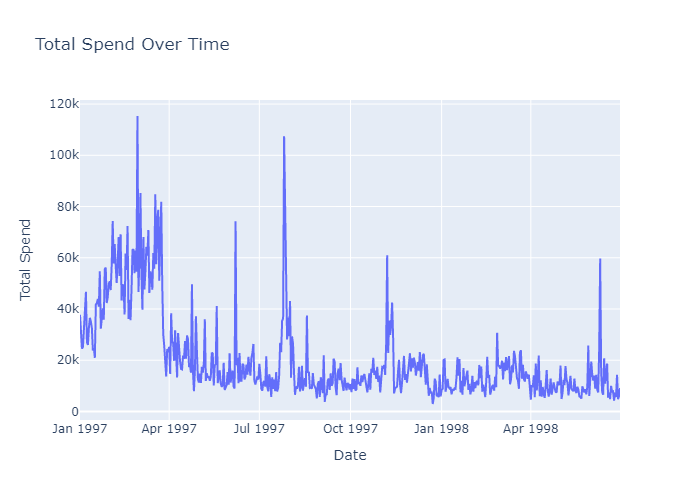 Total Spend Over Time
120k
100k
80k
60k
40k
20k
0
Jan 1997 Apr 1997 Jul 1997 Oct 1997 Jan 1998 Apr 1998
Total Spend
Date